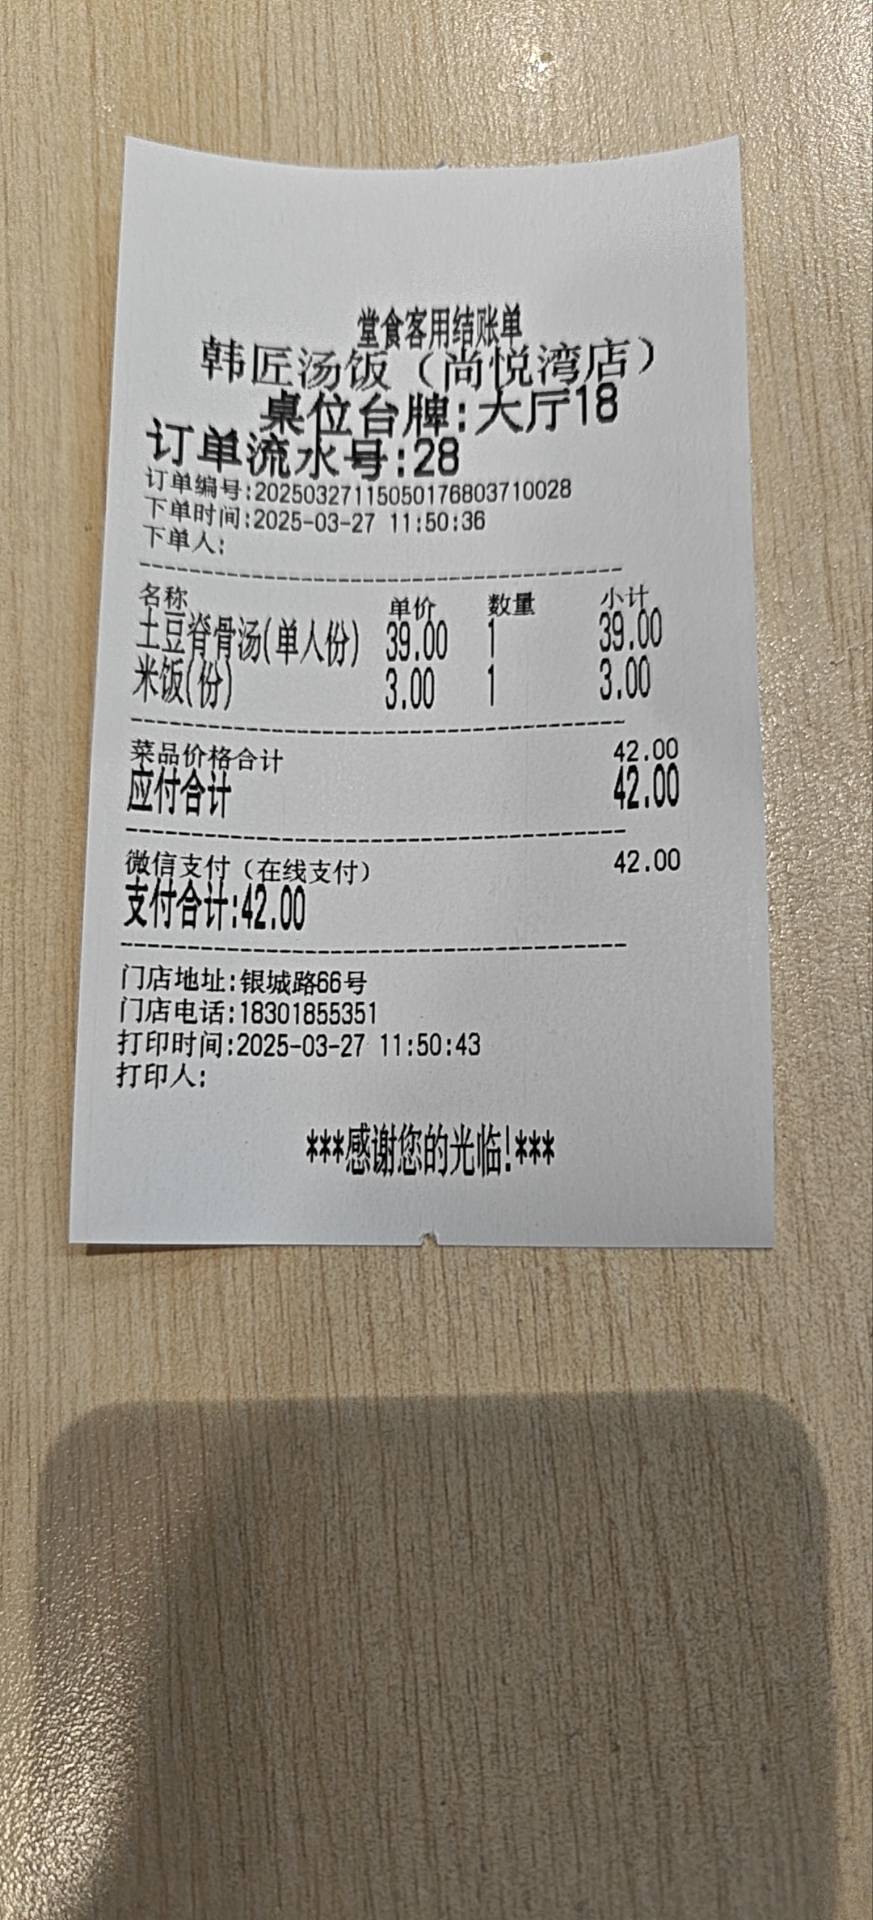 堂食客用结账单
韩匠汤饭（尚悦湾店）
桌位台牌:大厅18
订单流水号:28
订单编号:20250327115050176803710028
下单时间:2025-03-27 11:50:36
下单人:
名称 单价 数量 小计
土豆脊骨汤(单人份) 39.00 1 39.00
米饭(份) 3.00 1 3.00
菜品价格合计 42.00
应付合计 42.00
微信支付（在线支付） 42.00
支付合计:42.00
门店地址:银城路66号
门店电话:18301855351
打印时间:2025-03-27 11:50:43
打印人:
***感谢您的光临!***